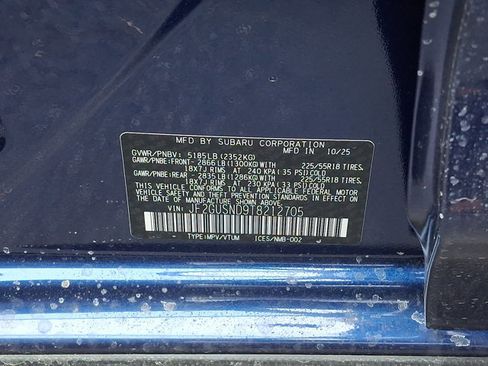 MFD BY SUBARU CORPORATION MFD IN 10/25
GVWR/PNBV: 5185LB(2352KG)
GAWR/PNBE:FRONT- 2866LB(1300KG)WITH 225/55R18 TIRES,
18X7J RIMS,AT 240 KPA(35 PSI)COLD
GAWR/PNBE:REAR- 2835LB(1286KG)WITH 225/55R18 TIRES,
18X7J RIMS,AT 230 KPA(33 PSI)COLD
THIS VEHICLE CONFORMS TO ALL APPLICABLE FEDERAL MOTOR
VEHICLE SAFETY AND THEFT PREVENTION STANDARDS IN EFFECT ON
THE DATE OF MANUFACTURE SHOWN ABOVE.
VIN: JF2GUSND9T8212705
TYPE:MPV/VTUM ICES/NMB-002